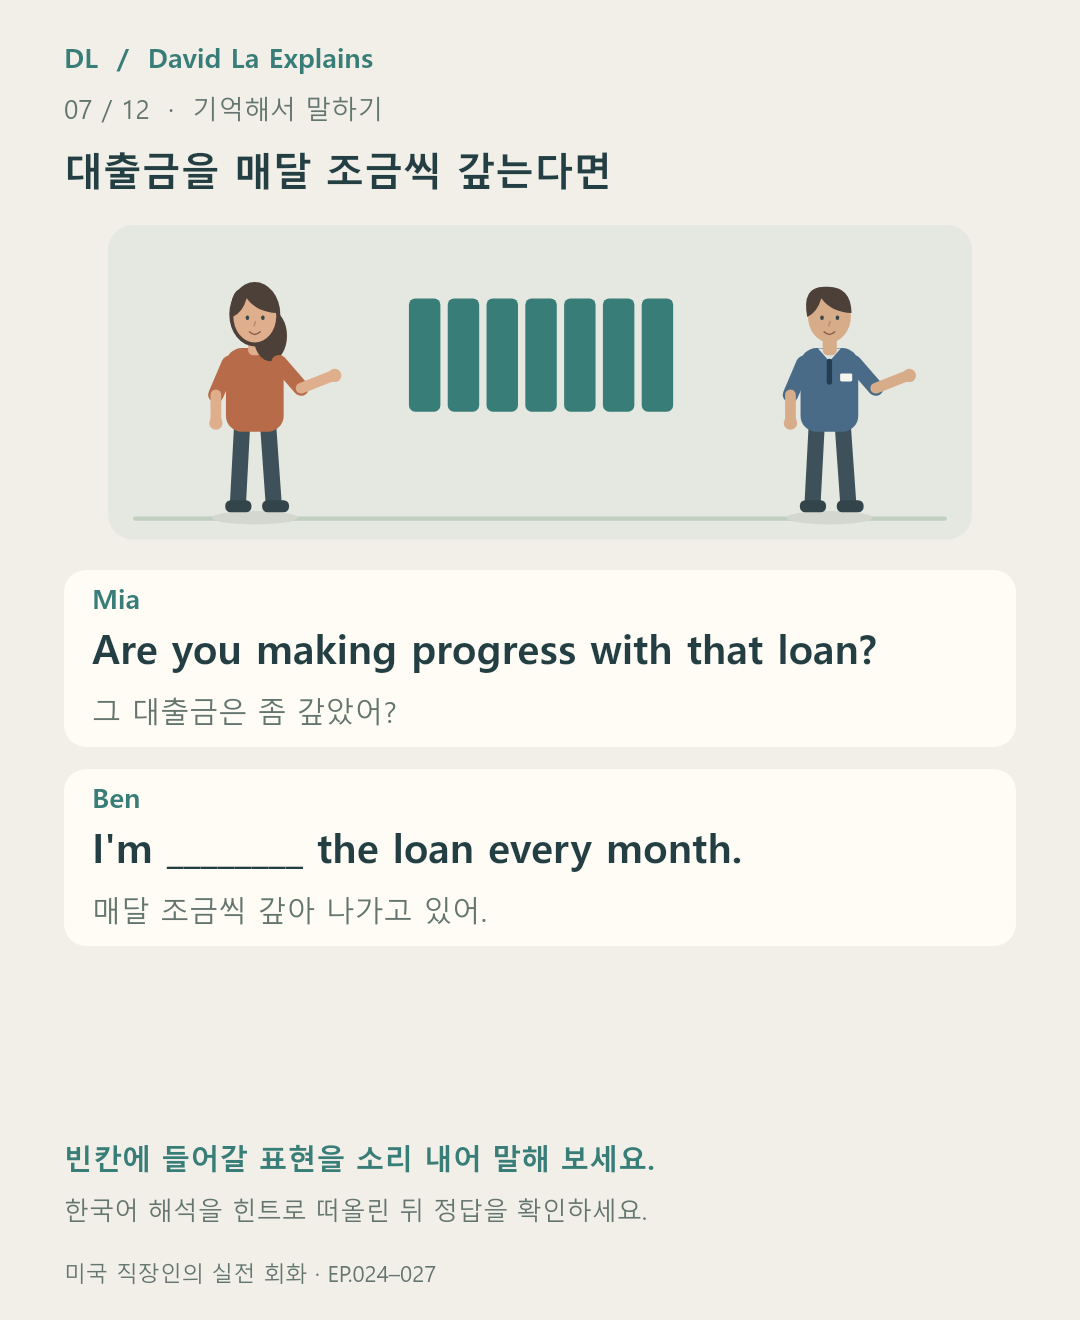 DL / David La Explains
07 / 12 · 기억해서 말하기
대출금을 매달 조금씩 갚는다면
Mia
Are you making progress with that loan?
그 대출금은 좀 갚았어?
Ben
I'm ________ the loan every month.
매달 조금씩 갚아 나가고 있어.
빈칸에 들어갈 표현을 소리 내어 말해 보세요.
한국어 해석을 힌트로 떠올린 뒤 정답을 확인하세요.
미국 직장인의 실전 회화 · EP.024–027